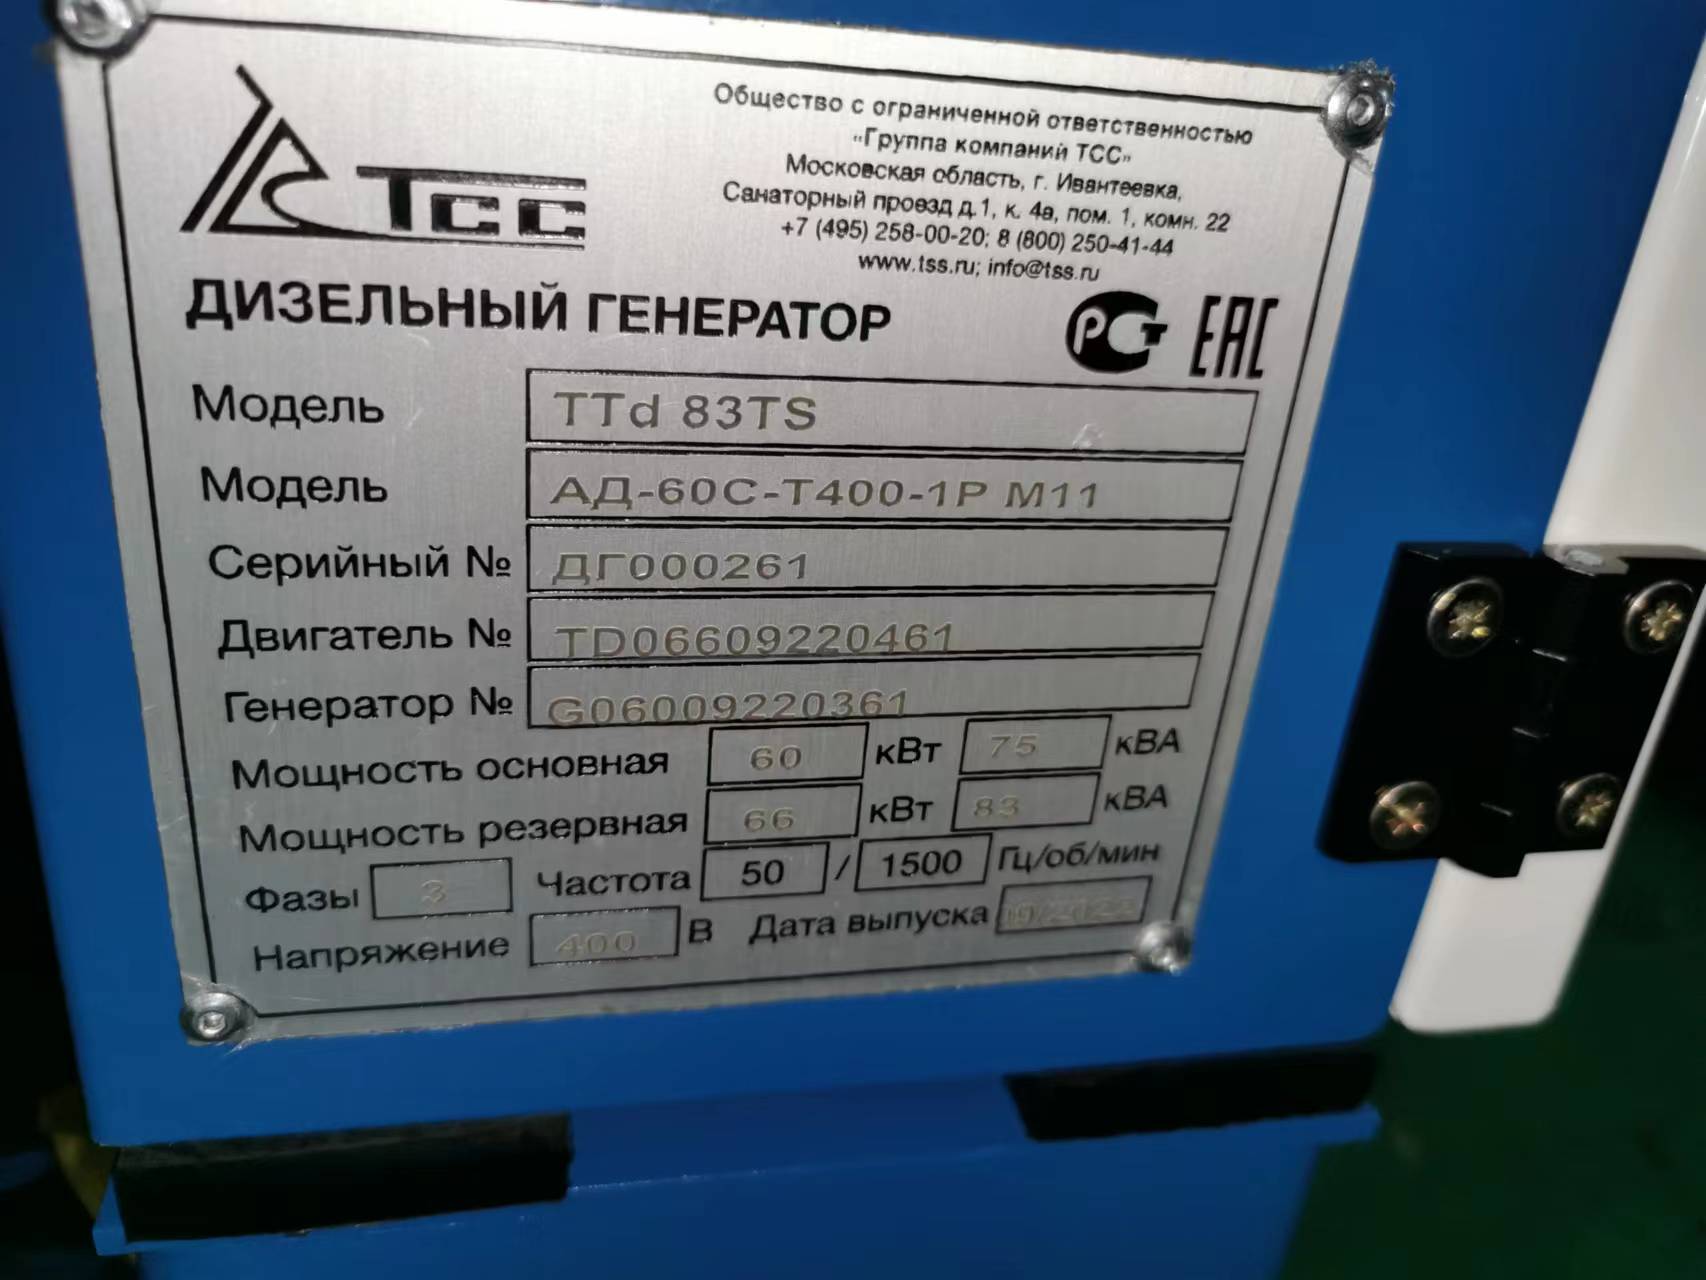 ТСС
Общество с ограниченной ответственностью
"Группа компаний ТСС"
Московская область, г. Ивантеевка,
Санаторный проезд д.1, к. 4а, пом. 1, комн. 22
+7 (495) 258-00-20; 8 (800) 250-41-44
www.tss.ru; info@tss.ru
ДИЗЕЛЬНЫЙ ГЕНЕРАТОР
РСТ ЕАС
Модель TTd 83TS
Модель АД-60С-Т400-1Р М11
Серийный № ДГ000261
Двигатель № TD06609220461
Генератор № G06009220361
Мощность основная 60 кВт 75 кВА
Мощность резервная 66 кВт 83 кВА
Фазы 3 Частота 50 / 1500 Гц/об/мин
Напряжение 400 В Дата выпуска